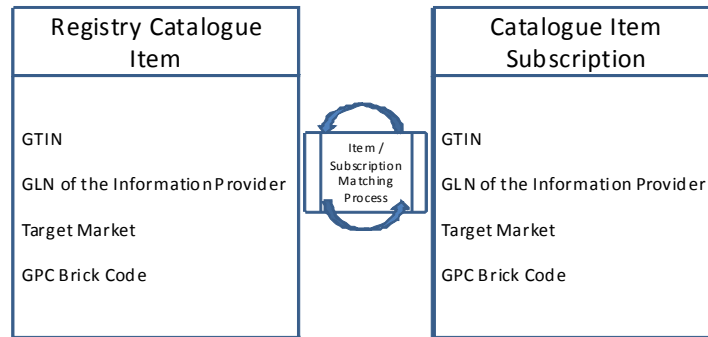 Registry Catalogue
Item
GTIN
GLN of the Information Provider
Target Market
GPC Brick Code
Item /
Subscription
Matching
Process
Catalogue Item
Subscription
GTIN
GLN of the Information Provider
Target Market
GPC Brick Code